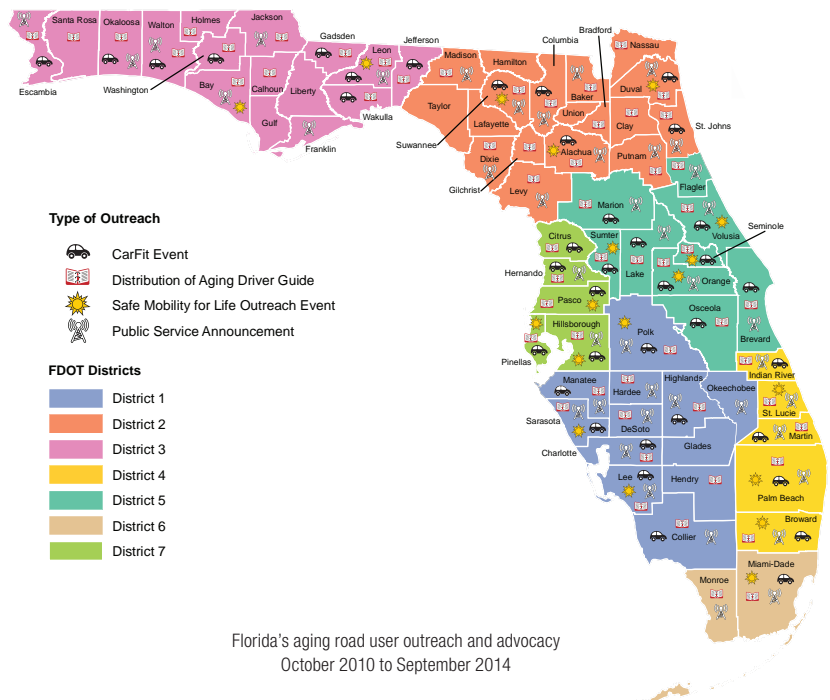 Santa Rosa
Okaloosa
Walton
Holmes
Jackson
Gadsden
Jefferson
Leon
Escambia
Washington
Bay
Calhoun
Liberty
Gulf
Franklin
Wakulla
Madison
Hamilton
Columbia
Bradford
Nassau
Taylor
Lafayette
Suwannee
Baker
Union
Duval
Clay
St. Johns
Dixie
Gilchrist
Alachua
Putnam
Levy
Flagler
Marion
Volusia
Seminole
Citrus
Sumter
Hernando
Lake
Orange
Pasco
Osceola
Brevard
Hillsborough
Polk
Pinellas
Indian River
Manatee
Hardee
Highlands
Okeechobee
St. Lucie
Sarasota
DeSoto
Martin
Charlotte
Glades
Lee
Hendry
Palm Beach
Collier
Broward
Monroe
Miami-Dade
Type of Outreach
CarFit Event
Distribution of Aging Driver Guide
Safe Mobility for Life Outreach Event
Public Service Announcement
FDOT Districts
District 1
District 2
District 3
District 4
District 5
District 6
District 7
Florida's aging road user outreach and advocacy
October 2010 to September 2014